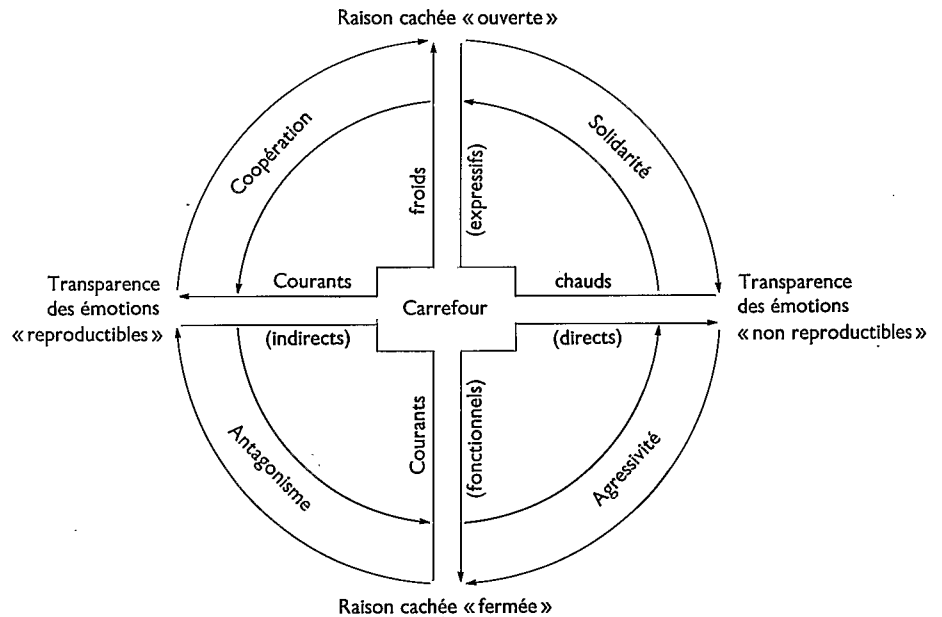 Raison cachée « ouverte »
Coopération
Solidarité
froids
(expressifs)
Transparence
des émotions
« reproductibles »
Courants
(indirects)
Carrefour
chauds
(directs)
Transparence
des émotions
« non reproductibles »
Antagonisme
Courants
(fonctionnels)
Agressivité
Raison cachée « fermée »